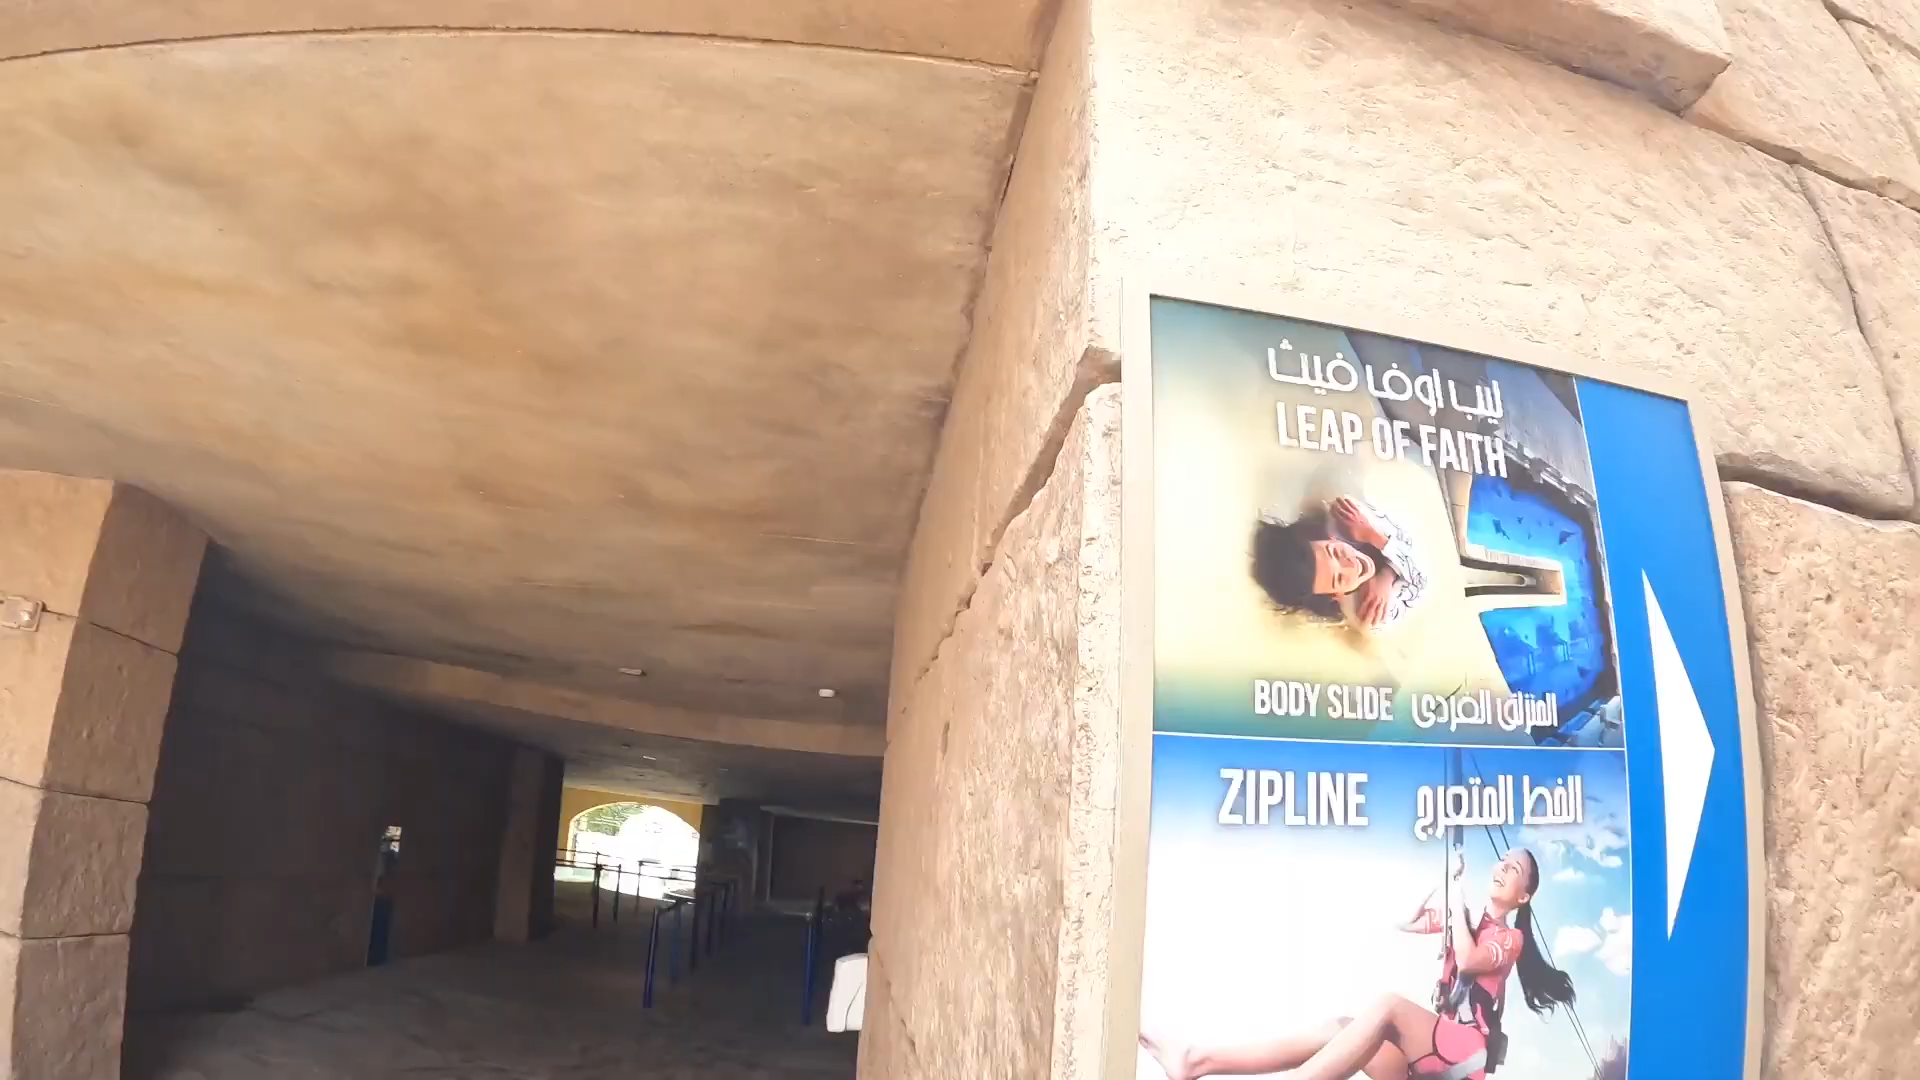 ليب اوف فيث
LEAP OF FAITH
BODY SLIDE المنزلق الفردي
ZIPLINE الخط المتعرج